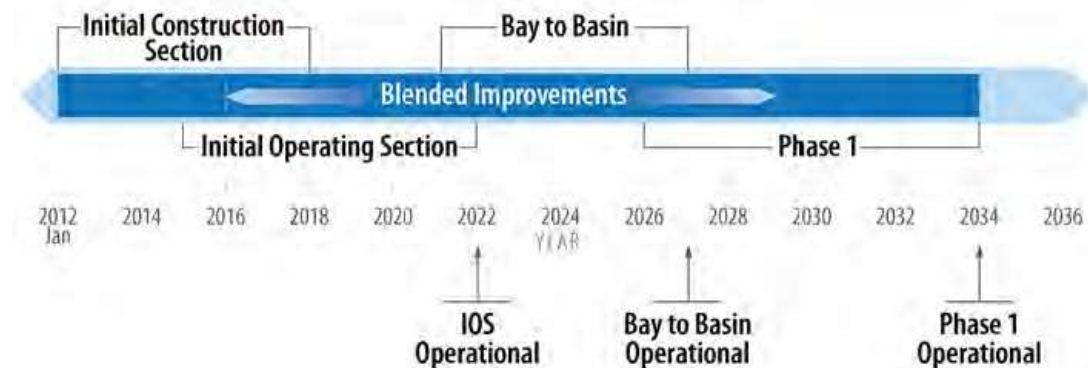 Initial Construction
Section
Bay to Basin
Blended Improvements
Initial Operating Section
Phase 1
2012 2014 2016 2018 2020 2022 2024 2026 2028 2030 2032 2034 2036
Jan
YEAR
IOS
Operational
Bay to Basin
Operational
Phase 1
Operational